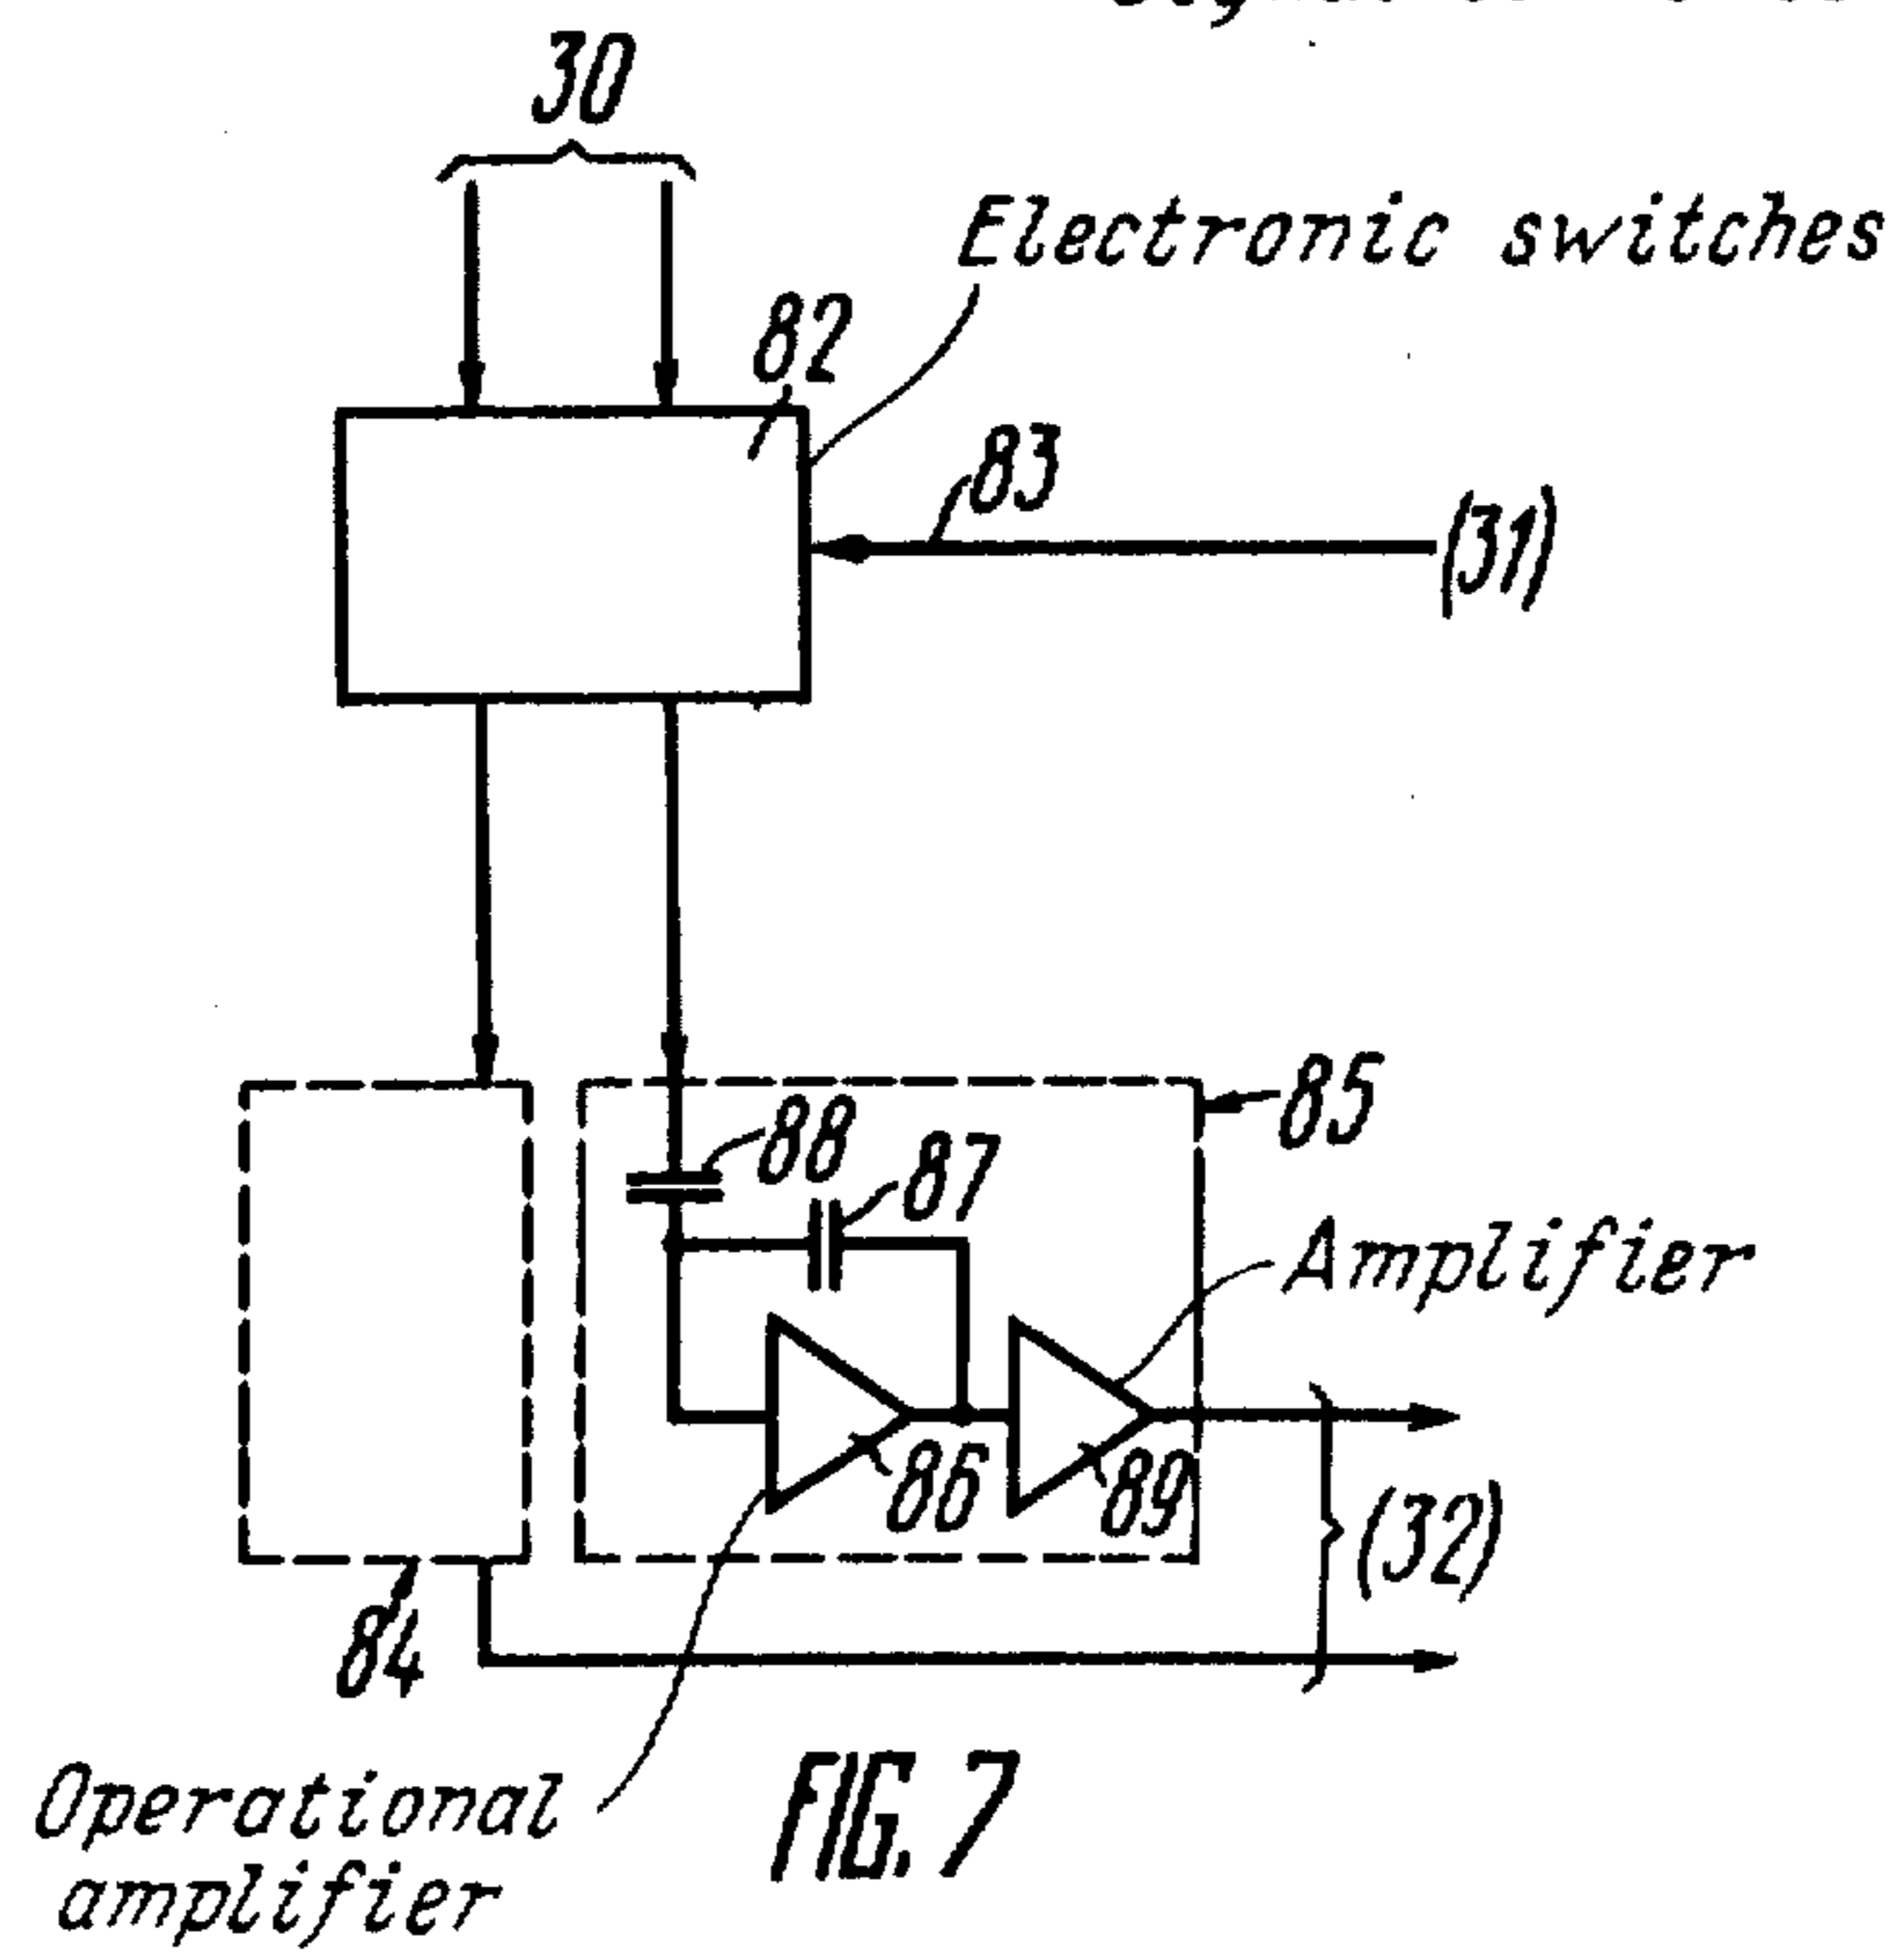 30
Electronic switches
82
83
(31)
85
88
87
Amplifier
86
89
(32)
84
Operational
amplifier
FIG. 7